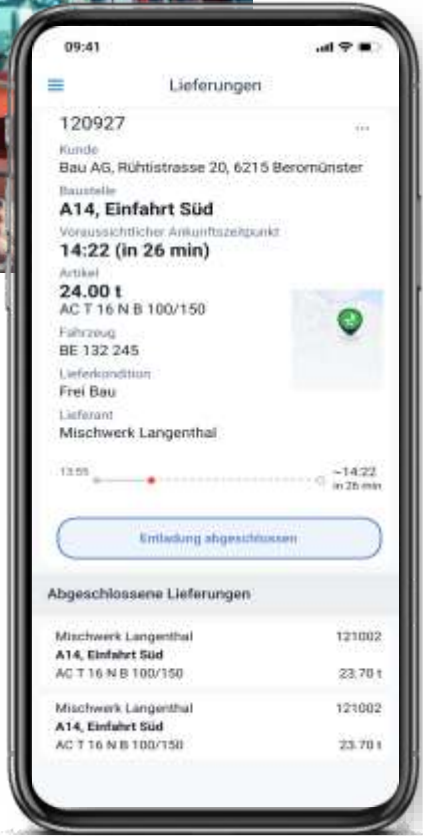 09:41
Lieferungen
120927
...
Kunde
Bau AG, Rühtistrasse 20, 6215 Beromünster
Baustelle
A14, Einfahrt Süd
Voraussichtlicher Ankunftszeitpunkt
14:22 (in 26 min)
Artikel
24.00 t
AC T 16 N B 100/150
Fahrzeug
BE 132 245
Lieferkondition
Frei Bau
Lieferant
Mischwerk Langenthal
13:55
~14:22
in 26 min
Entladung abgeschlossen
Abgeschlossene Lieferungen
Mischwerk Langenthal 121002
A14, Einfahrt Süd
AC T 16 N B 100/150 23.70 t
Mischwerk Langenthal 121002
A14, Einfahrt Süd
AC T 16 N B 100/150 23.70 t